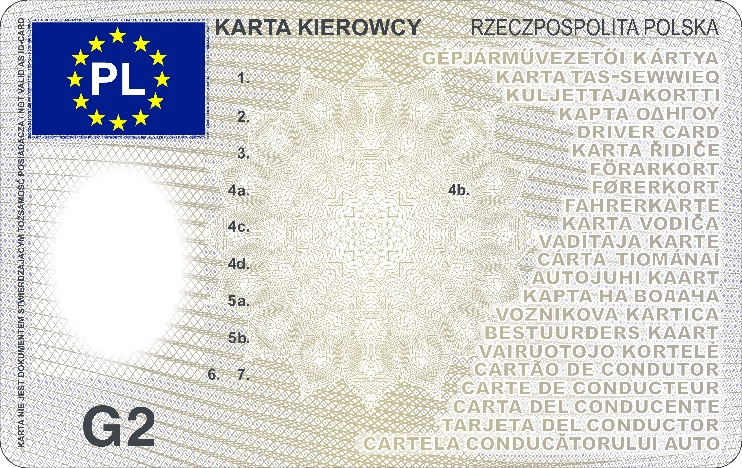 KARTA KIEROWCY RZECZPOSPOLITA POLSKA
PL
GÉPJÁRMŰVEZETŐI KÁRTYA
1. KARTA TAS-SEWWIEQ
KULJETTAJAKORTTI
2. ΚΑΡΤΑ ΟΔΗΓΟΥ
DRIVER CARD
3. KARTA ŘIDIČE
FÖRARKORT
4a. 4b. FØRERKORT
FAHRERKARTE
4c. KARTA VODIČA
VADITĀJA KARTE
4d. CÁRTA TIOMÁNAÍ
AUTOJUHI KAART
5a. КАРТА НА ВОДАЧА
VOZNIKOVA KARTICA
5b. BESTUURDERS KAART
VAIRUOTOJO KORTELĖ
6. 7. CARTÃO DE CONDUTOR
CARTE DE CONDUCTEUR
CARTA DEL CONDUCENTE
TARJETA DEL CONDUCTOR
CARTELA CONDUCĂTORULUI AUTO
G2
KARTA NIE JEST DOKUMENTEM STWIERDZAJĄCYM TOŻSAMOŚĆ POSIADACZA / NOT VALID AS ID-CARD